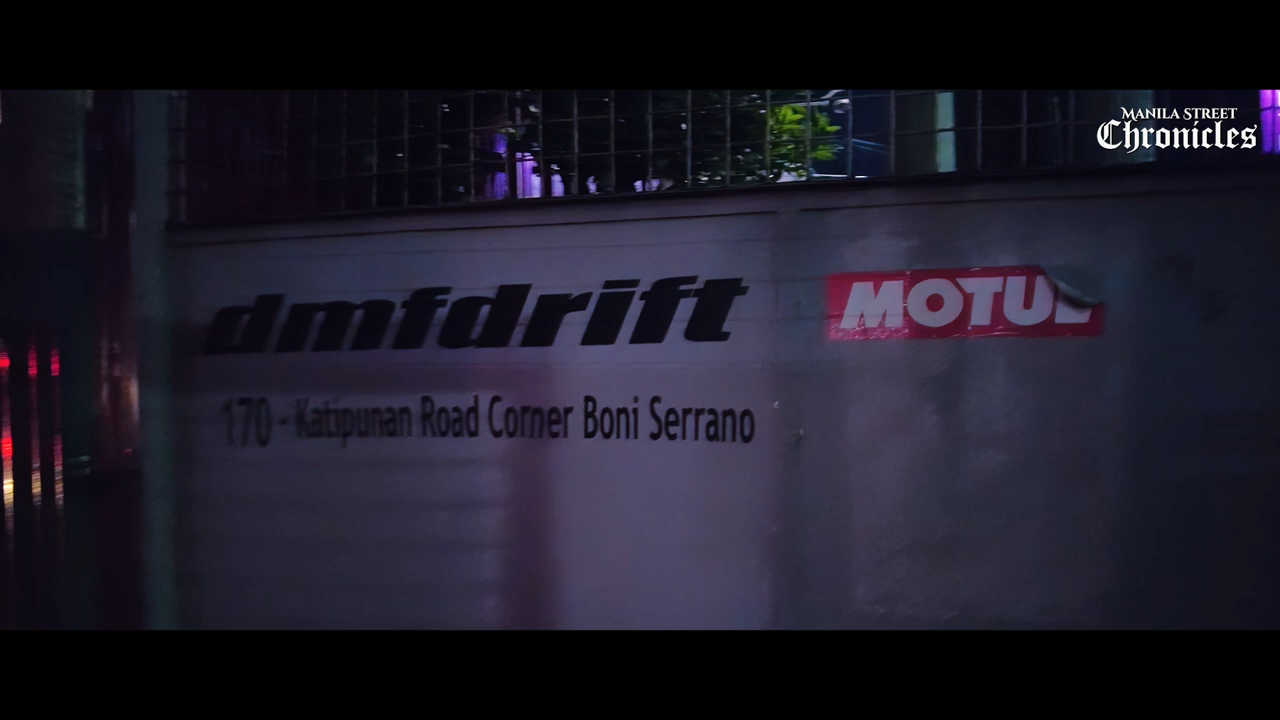 MANILA STREET
Chronicles
dmfdrift
MOTUL
170 - Katipunan Road Corner Boni Serrano